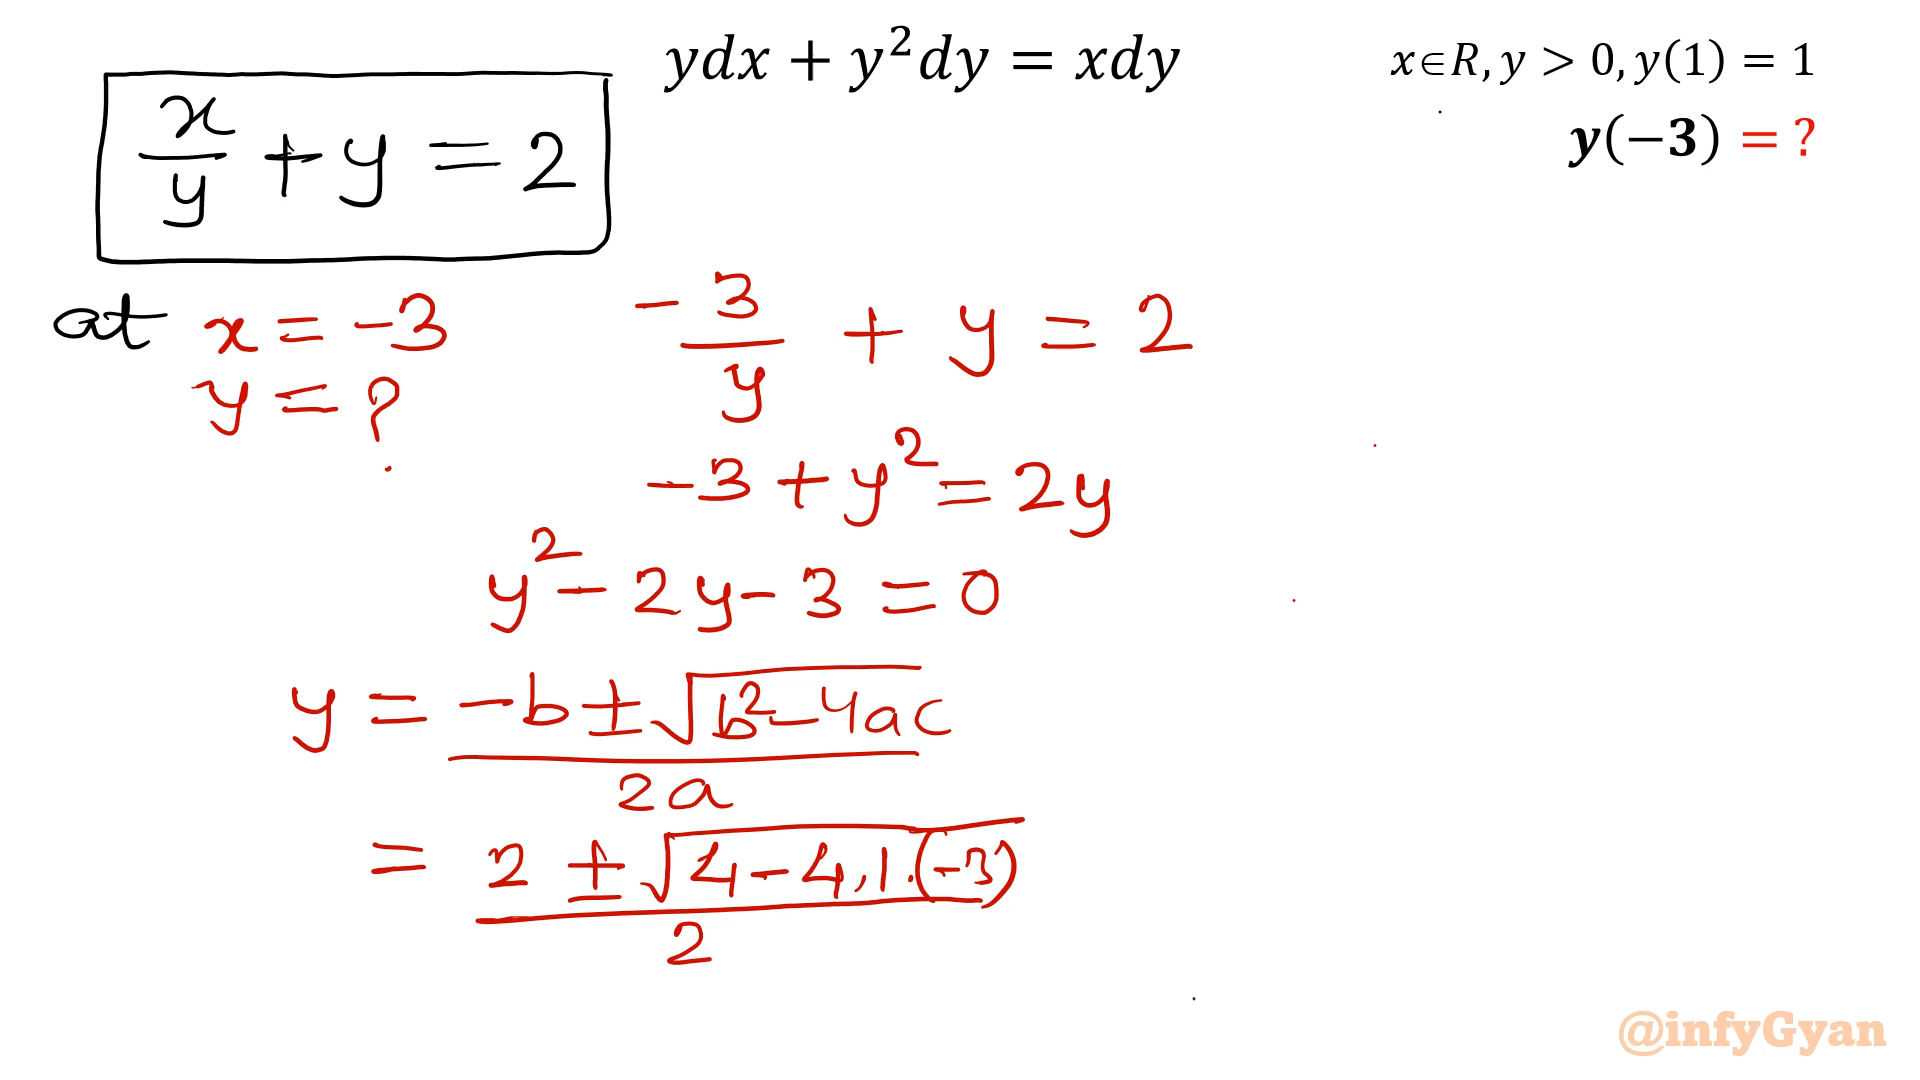 ydx + y²dy = xdy
x∈R, y > 0, y(1) = 1
y(−3) = ?
x/y + y = 2
at x = -3
y = ?
-3/y + y = 2
-3 + y² = 2y
y² - 2y - 3 = 0
y = (-b ± √(b² - 4ac))/2a
= (2 ± √(4 - 4.1.(-3)))/2
@infyGyan